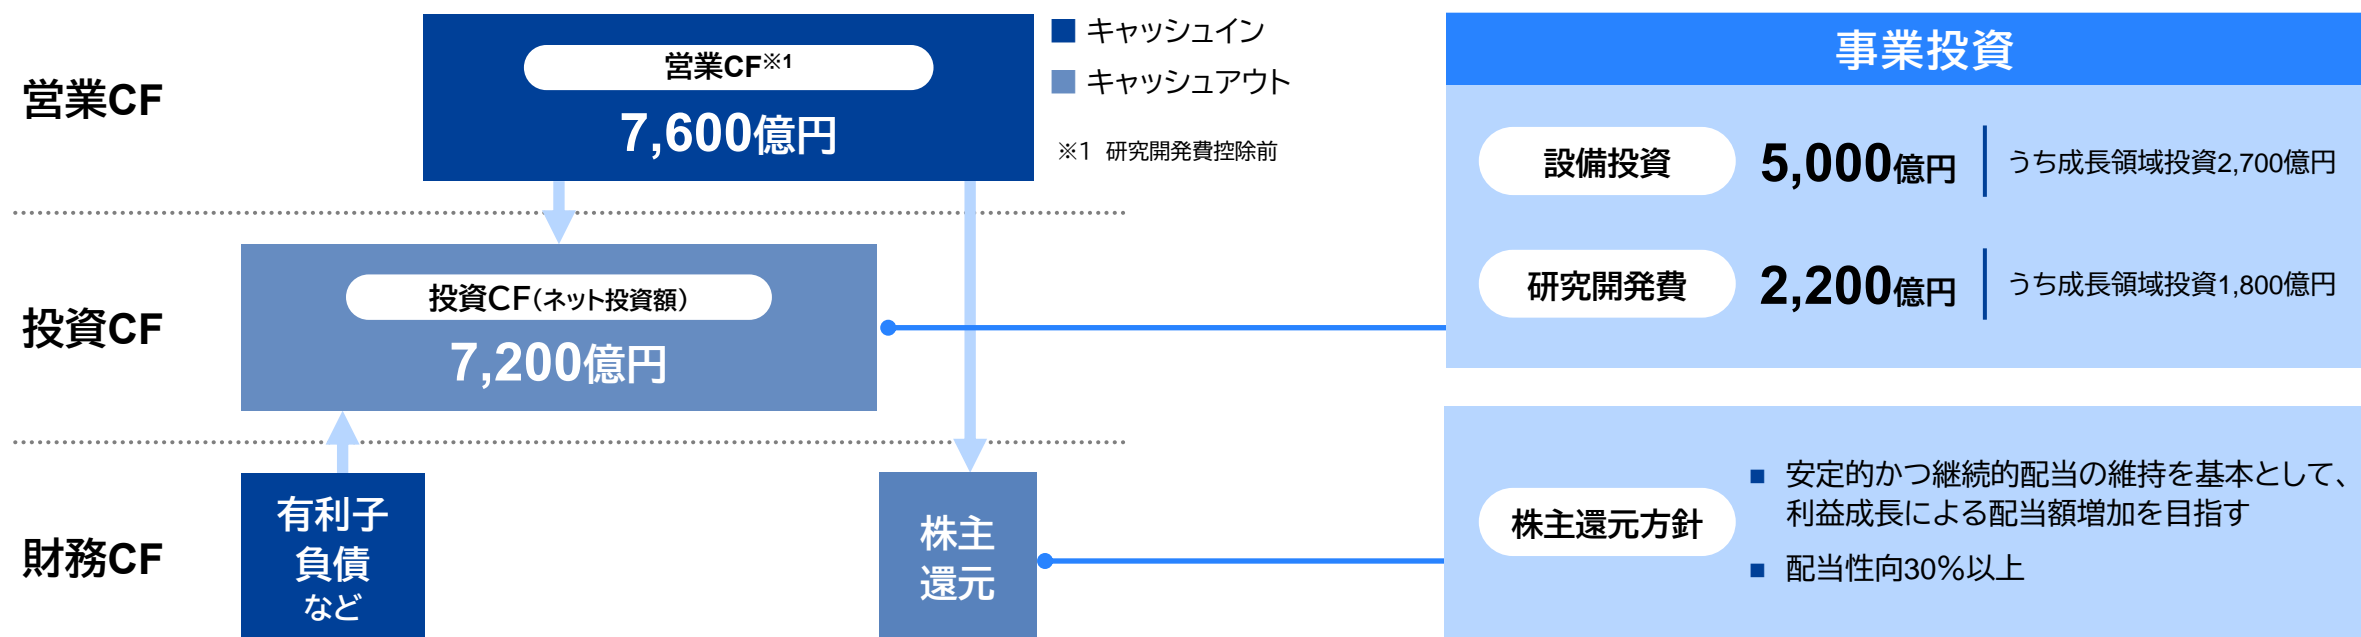 営業CF
営業CF※1
7,600億円
キャッシュイン
キャッシュアウト
※1 研究開発費控除前
投資CF
投資CF(ネット投資額)
7,200億円
財務CF
有利子
負債
など
株主
還元
事業投資
設備投資 5,000億円 うち成長領域投資2,700億円
研究開発費 2,200億円 うち成長領域投資1,800億円
株主還元方針
■ 安定的かつ継続的配当の維持を基本として、
利益成長による配当額増加を目指す
■ 配当性向30%以上